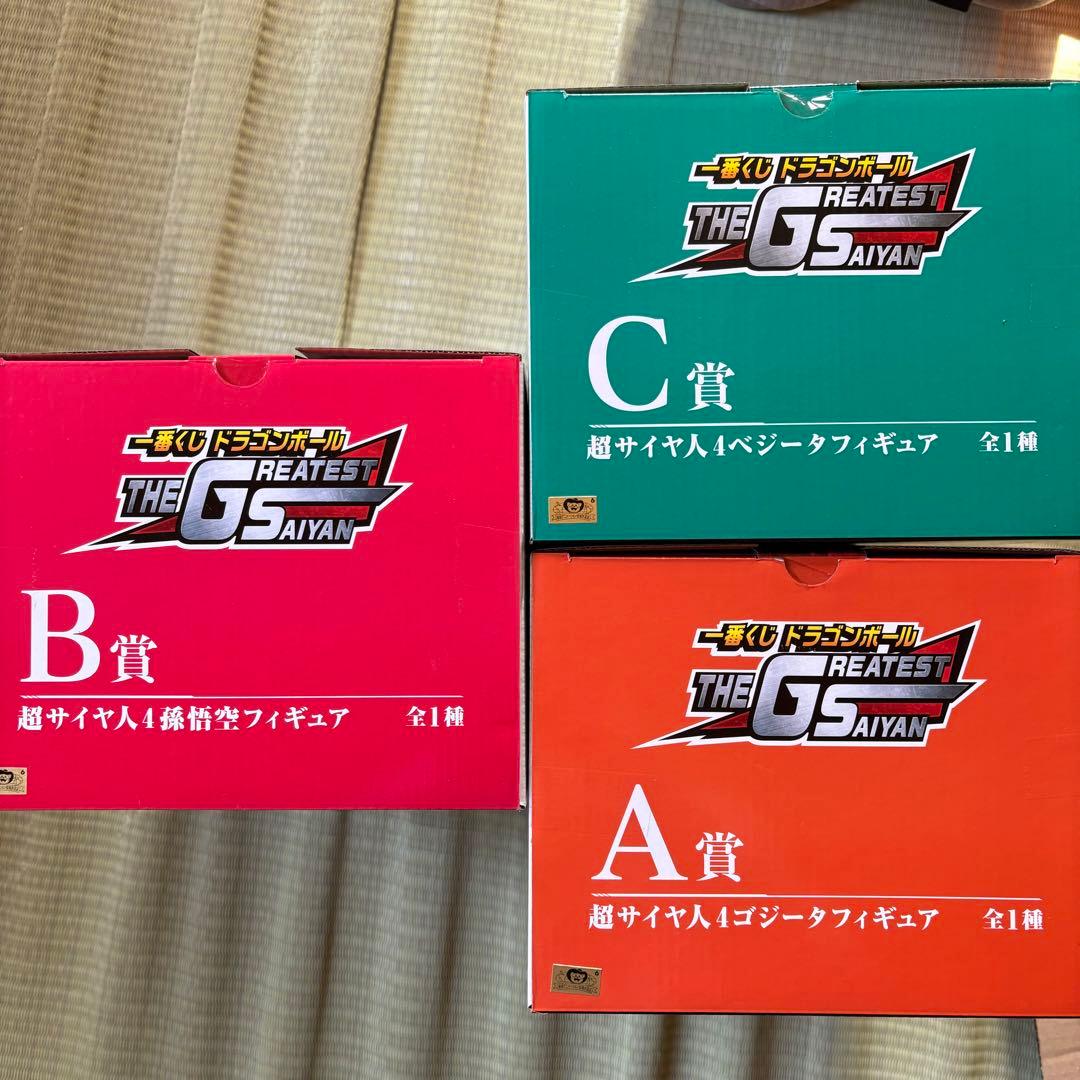 一番くじ ドラゴンボール
THE GREATEST SAIYAN
C賞
超サイヤ人4ベジータフィギュア 全1種
6
一番くじ ドラゴンボール
THE GREATEST SAIYAN
B賞
超サイヤ人4孫悟空フィギュア 全1種
6
一番くじ ドラゴンボール
THE GREATEST SAIYAN
A賞
超サイヤ人4ゴジータフィギュア 全1種
6